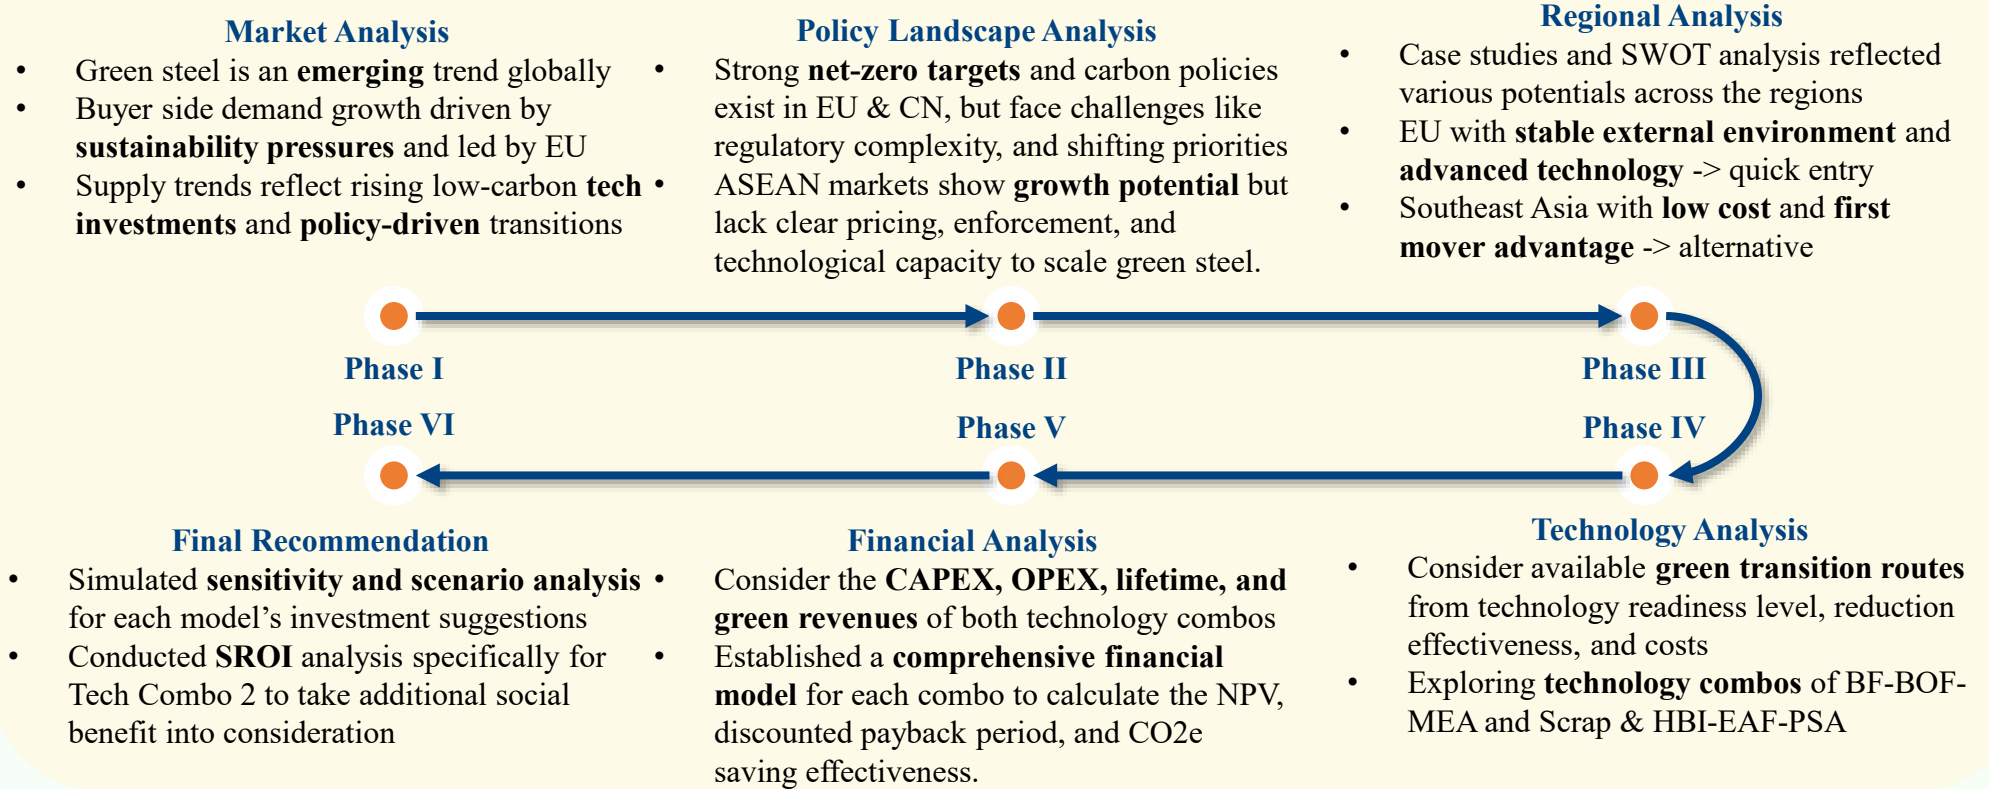 Market Analysis
• Green steel is an emerging trend globally
• Buyer side demand growth driven by
sustainability pressures and led by EU
• Supply trends reflect rising low-carbon tech
investments and policy-driven transitions
Policy Landscape Analysis
• Strong net-zero targets and carbon policies
exist in EU & CN, but face challenges like
regulatory complexity, and shifting priorities
• ASEAN markets show growth potential but
lack clear pricing, enforcement, and
technological capacity to scale green steel.
Regional Analysis
• Case studies and SWOT analysis reflected
various potentials across the regions
• EU with stable external environment and
advanced technology -> quick entry
• Southeast Asia with low cost and first
mover advantage -> alternative
Phase I
Phase II
Phase III
Phase VI
Phase V
Phase IV
Final Recommendation
• Simulated sensitivity and scenario analysis
for each model’s investment suggestions
• Conducted SROI analysis specifically for
Tech Combo 2 to take additional social
benefit into consideration
Financial Analysis
• Consider the CAPEX, OPEX, lifetime, and
green revenues of both technology combos
• Established a comprehensive financial
model for each combo to calculate the NPV,
discounted payback period, and CO2e
saving effectiveness.
Technology Analysis
• Consider available green transition routes
from technology readiness level, reduction
effectiveness, and costs
• Exploring technology combos of BF-BOF-
MEA and Scrap & HBI-EAF-PSA